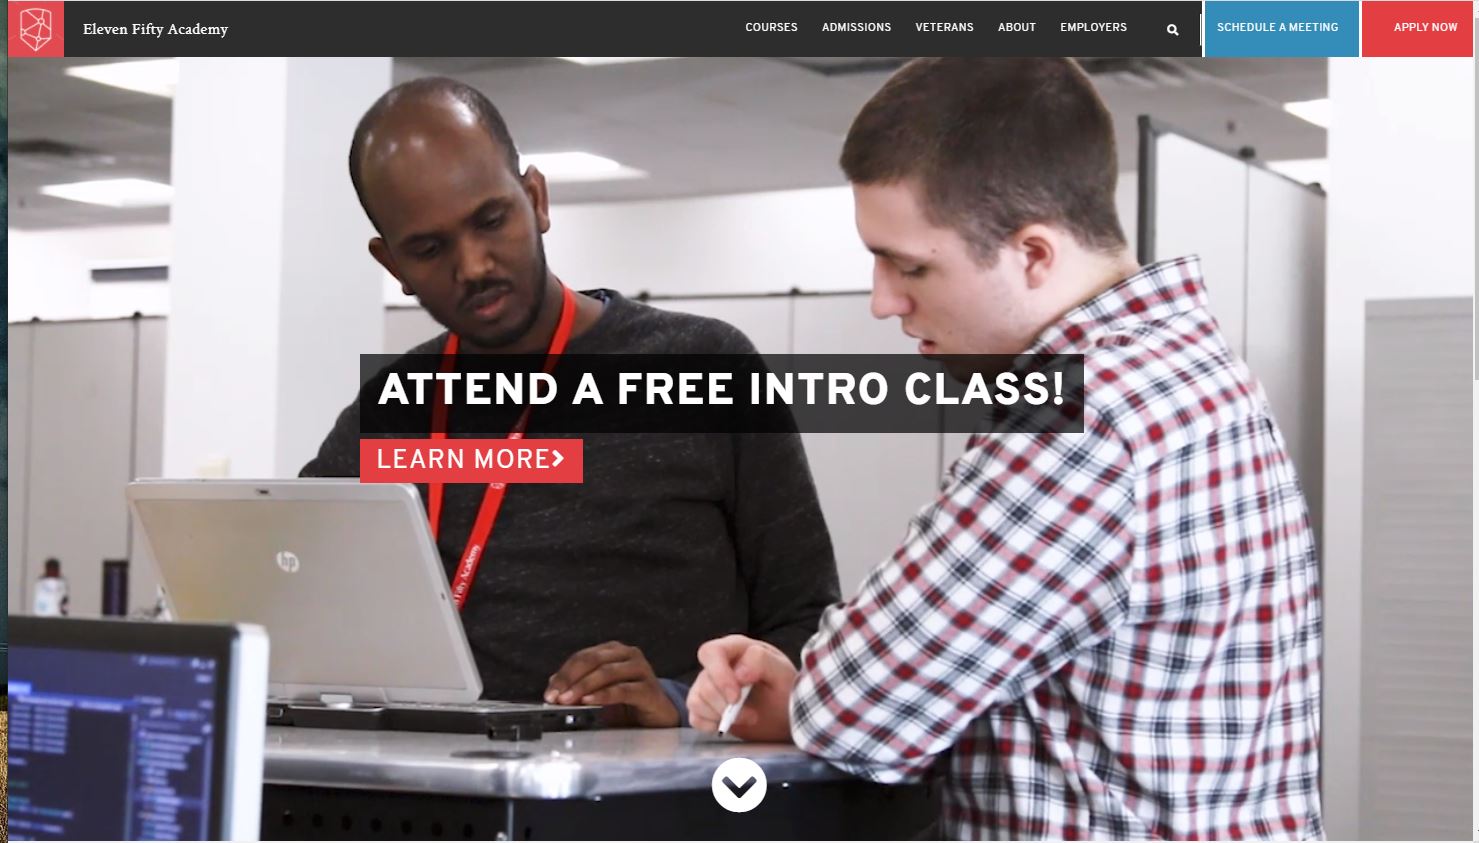 Eleven Fifty Academy
COURSES ADMISSIONS VETERANS ABOUT EMPLOYERS SCHEDULE A MEETING APPLY NOW
ATTEND A FREE INTRO CLASS!
LEARN MORE
hp
Fifty Academy